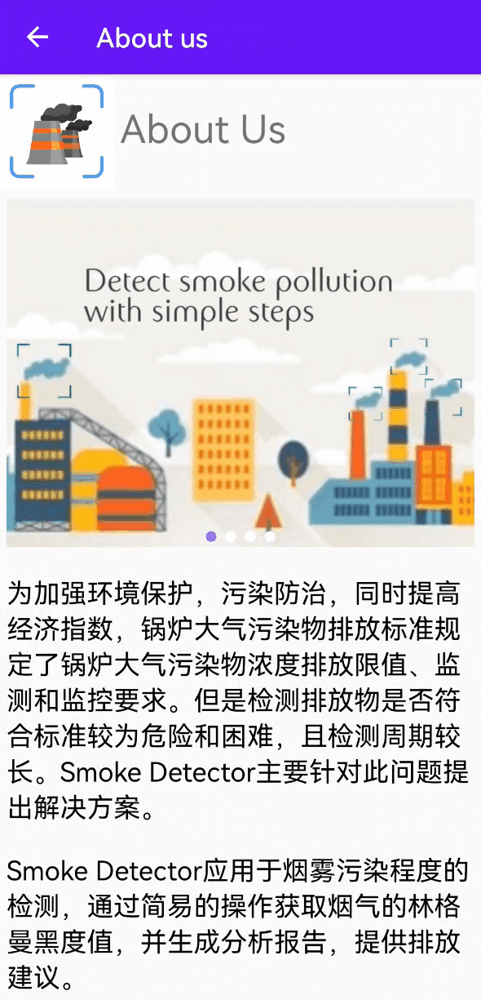 About us
About Us
Detect smoke pollution
with simple steps
为加强环境保护，污染防治，同时提高
经济指数，锅炉大气污染物排放标准规
定了锅炉大气污染物浓度排放限值、监
测和监控要求。但是检测排放物是否符
合标准较为危险和困难，且检测周期较
长。Smoke Detector主要针对此问题提
出解决方案。
Smoke Detector应用于烟雾污染程度的
检测，通过简易的操作获取烟气的林格
曼黑度值，并生成分析报告，提供排放
建议。